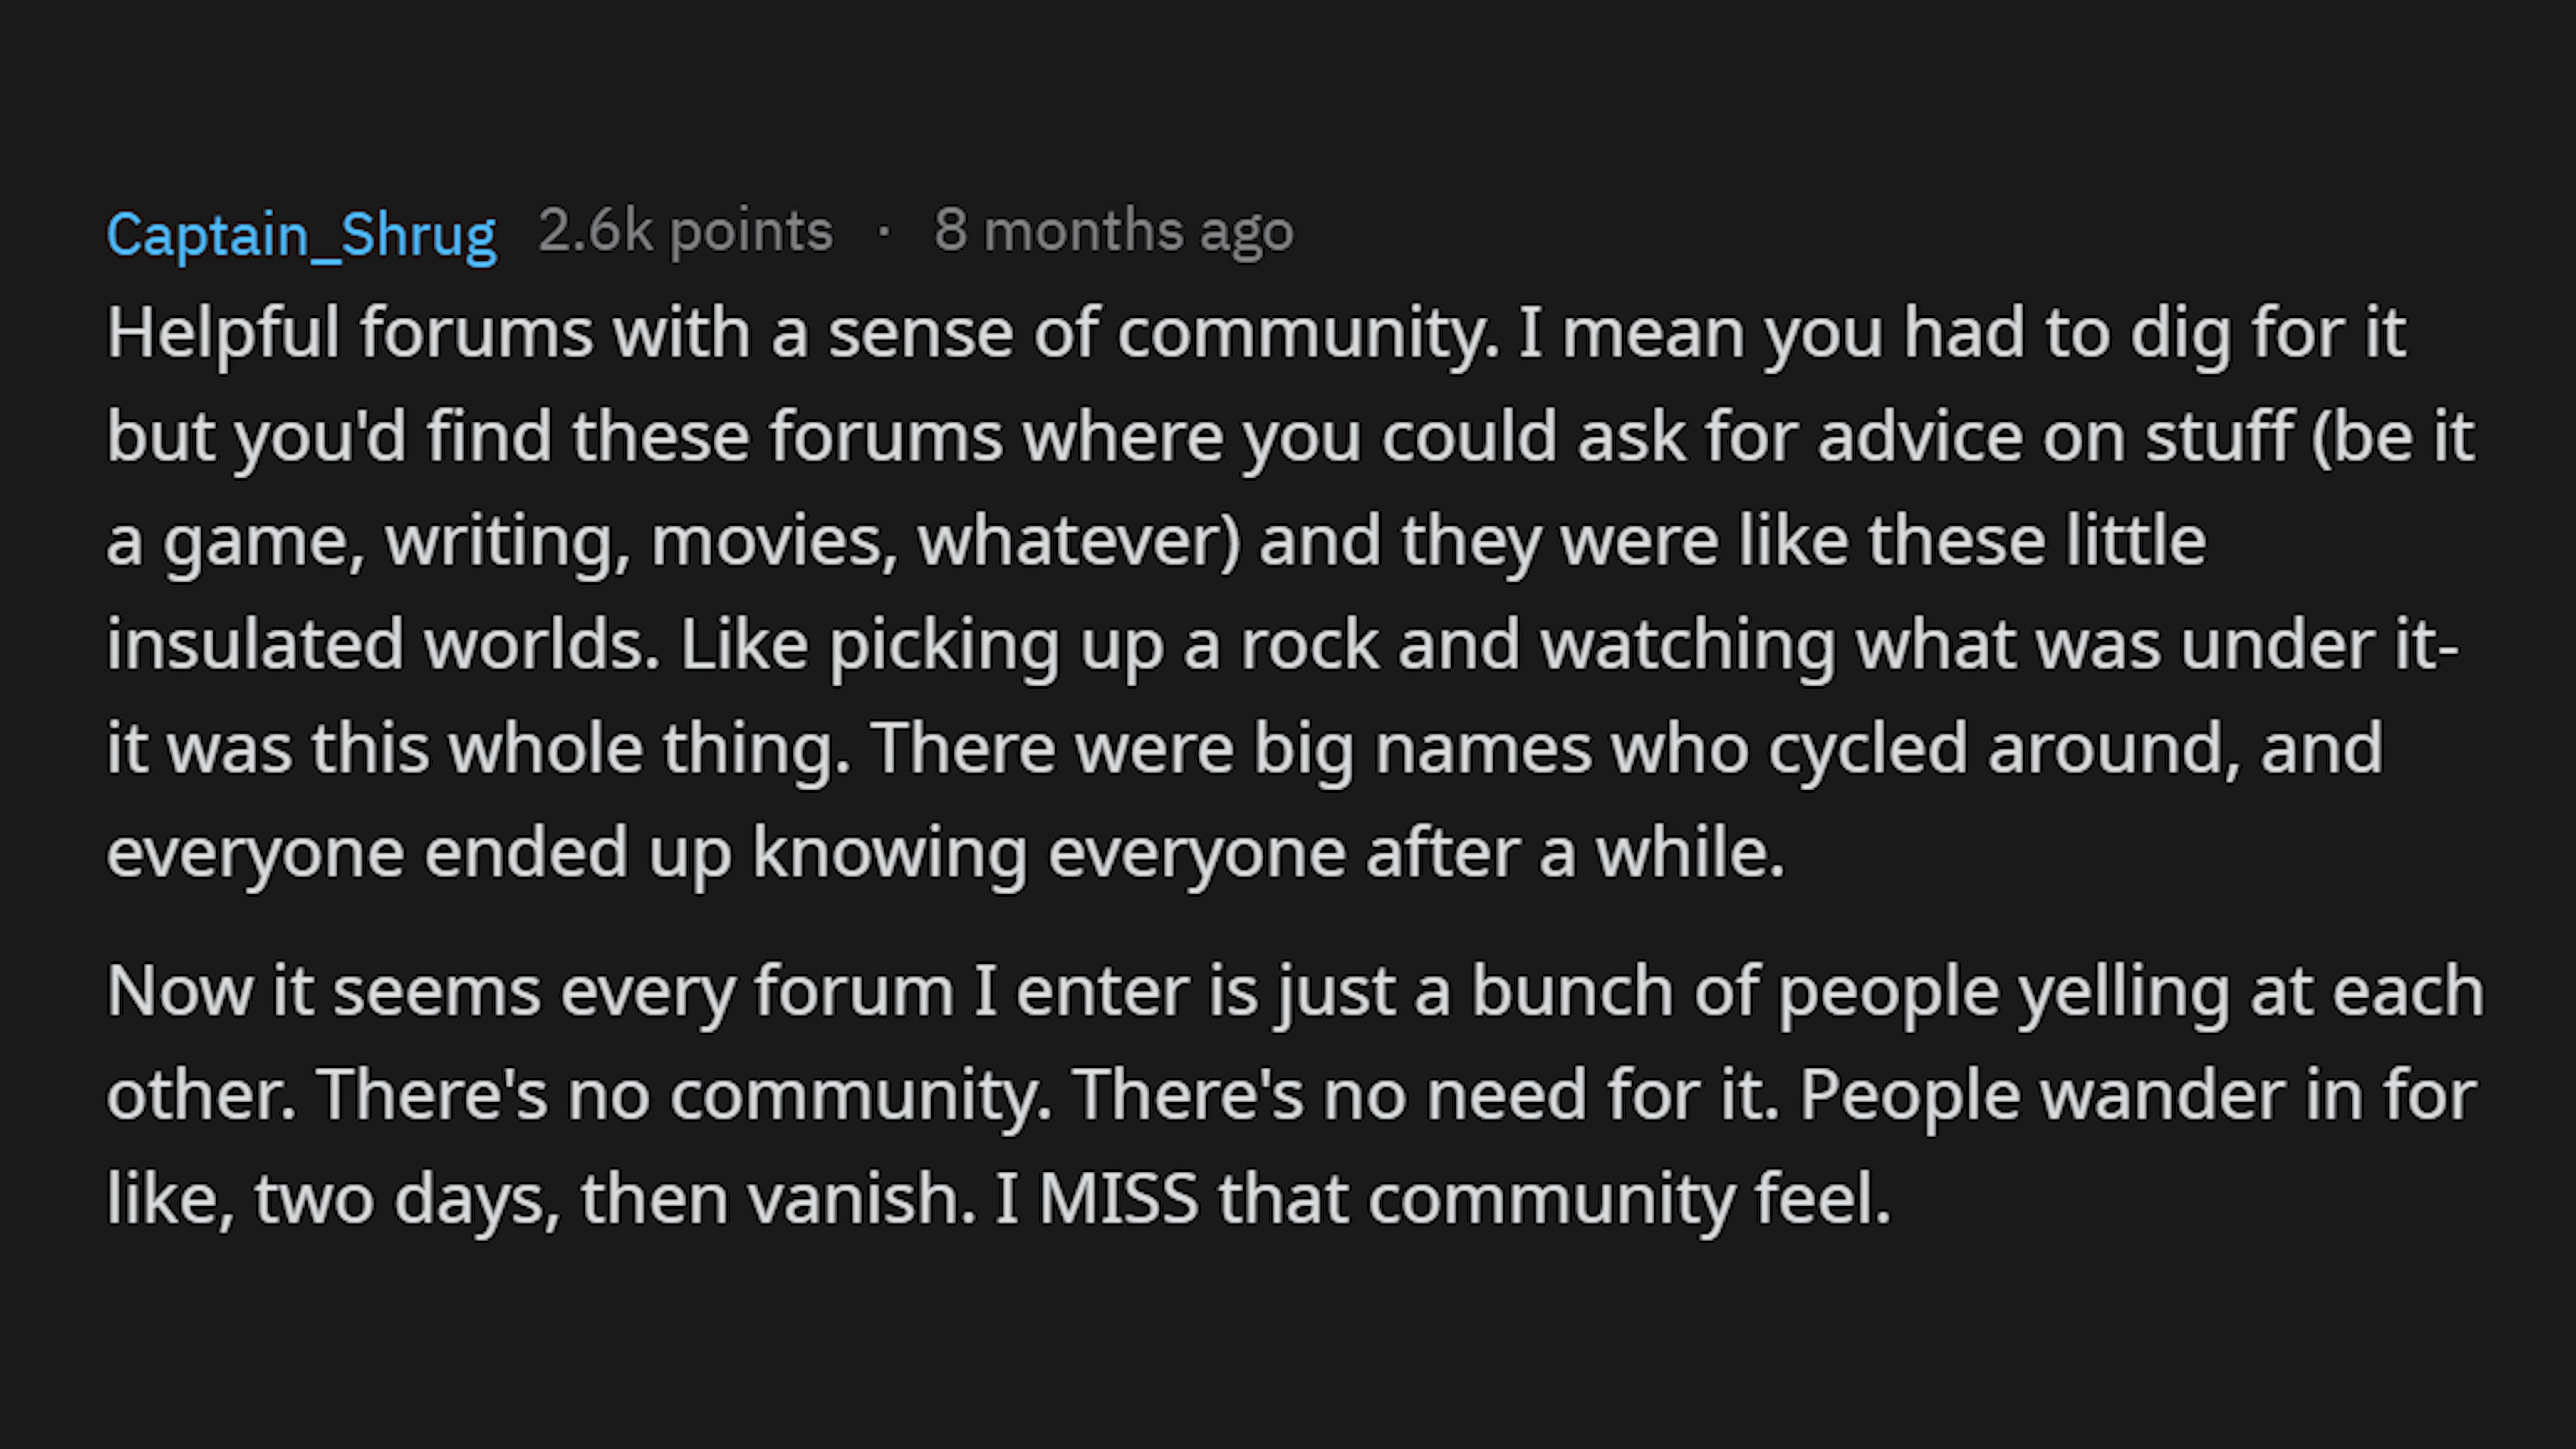 Captain_Shrug 2.6k points · 8 months ago
Helpful forums with a sense of community. I mean you had to dig for it
but you'd find these forums where you could ask for advice on stuff (be it
a game, writing, movies, whatever) and they were like these little
insulated worlds. Like picking up a rock and watching what was under it-
it was this whole thing. There were big names who cycled around, and
everyone ended up knowing everyone after a while.
Now it seems every forum I enter is just a bunch of people yelling at each
other. There's no community. There's no need for it. People wander in for
like, two days, then vanish. I MISS that community feel.